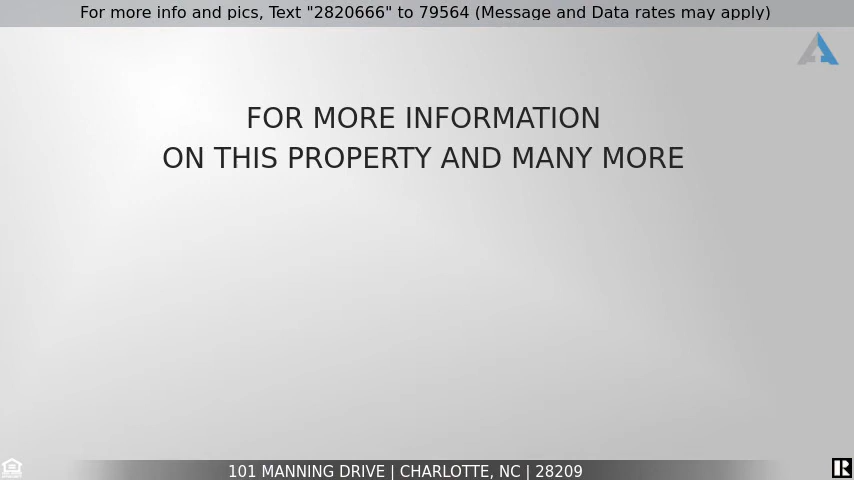 For more info and pics, Text "2820666" to 79564 (Message and Data rates may apply)
FOR MORE INFORMATION
ON THIS PROPERTY AND MANY MORE
101 MANNING DRIVE | CHARLOTTE, NC | 28209